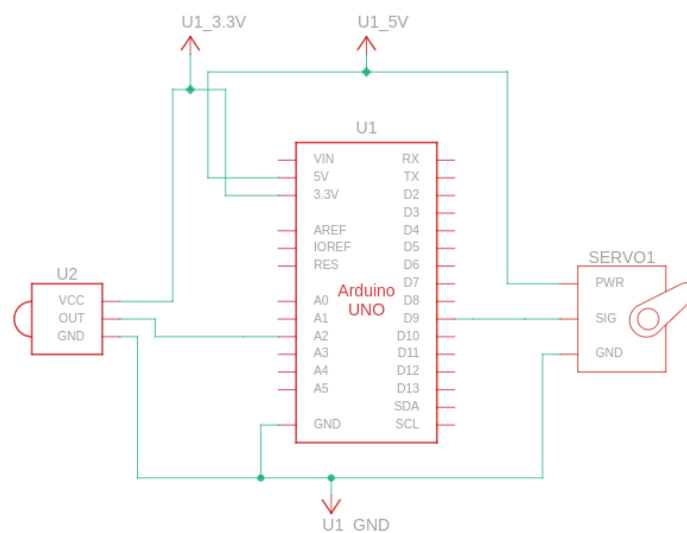 U1_3.3V
U1_5V
U1
VIN
5V
3.3V
AREF
IOREF
RES
A0
A1
A2
A3
A4
A5
GND
Arduino
UNO
RX
TX
D2
D3
D4
D5
D6
D7
D8
D9
D10
D11
D12
D13
SDA
SCL
U2
VCC
OUT
GND
SERVO1
PWR
SIG
GND
U1 GND